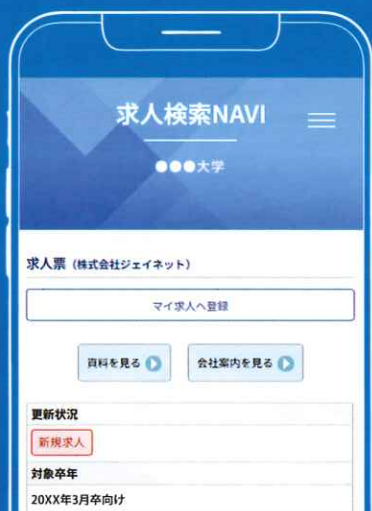 求人検索NAVI
●●●大学
求人票（株式会社ジェイネット）
マイ求人へ登録
資料を見る
会社案内を見る
更新状況
新規求人
対象卒年
20XX年3月卒向け